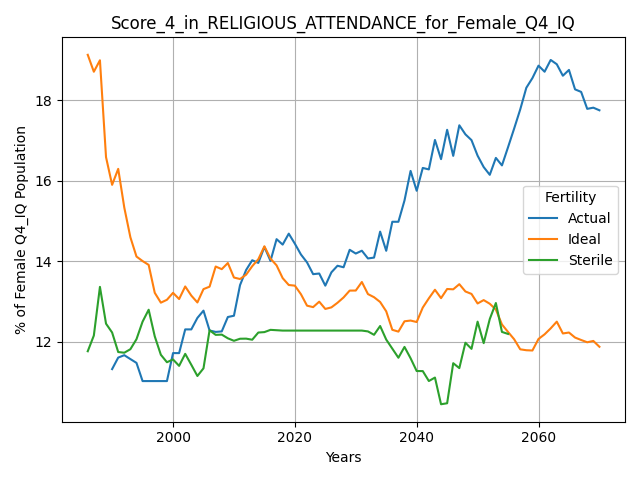 Score_4_in_RELIGIOUS_ATTENDANCE_for_Female_Q4_IQ
% of Female Q4_IQ Population
18
16
14
12
Fertility
Actual
Ideal
Sterile
2000
2020
2040
2060
Years